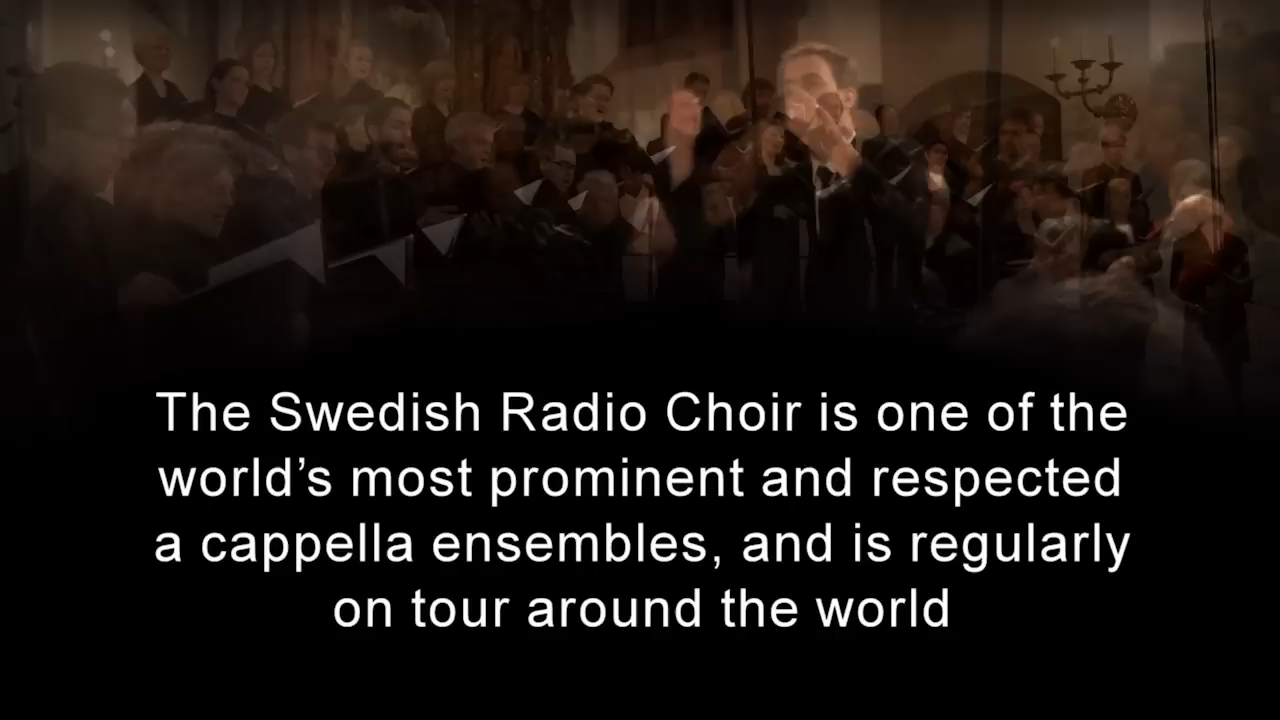 The Swedish Radio Choir is one of the
world’s most prominent and respected
a cappella ensembles, and is regularly
on tour around the world